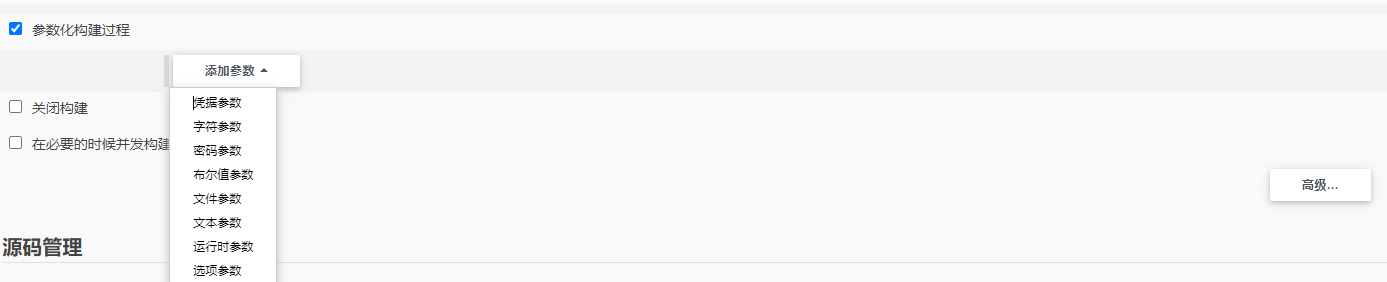 参数化构建过程
添加参数
凭据参数
关闭构建
字符参数
在必要的时候并发构建
密码参数
布尔值参数
高级...
文件参数
文本参数
源码管理
运行时参数
选项参数